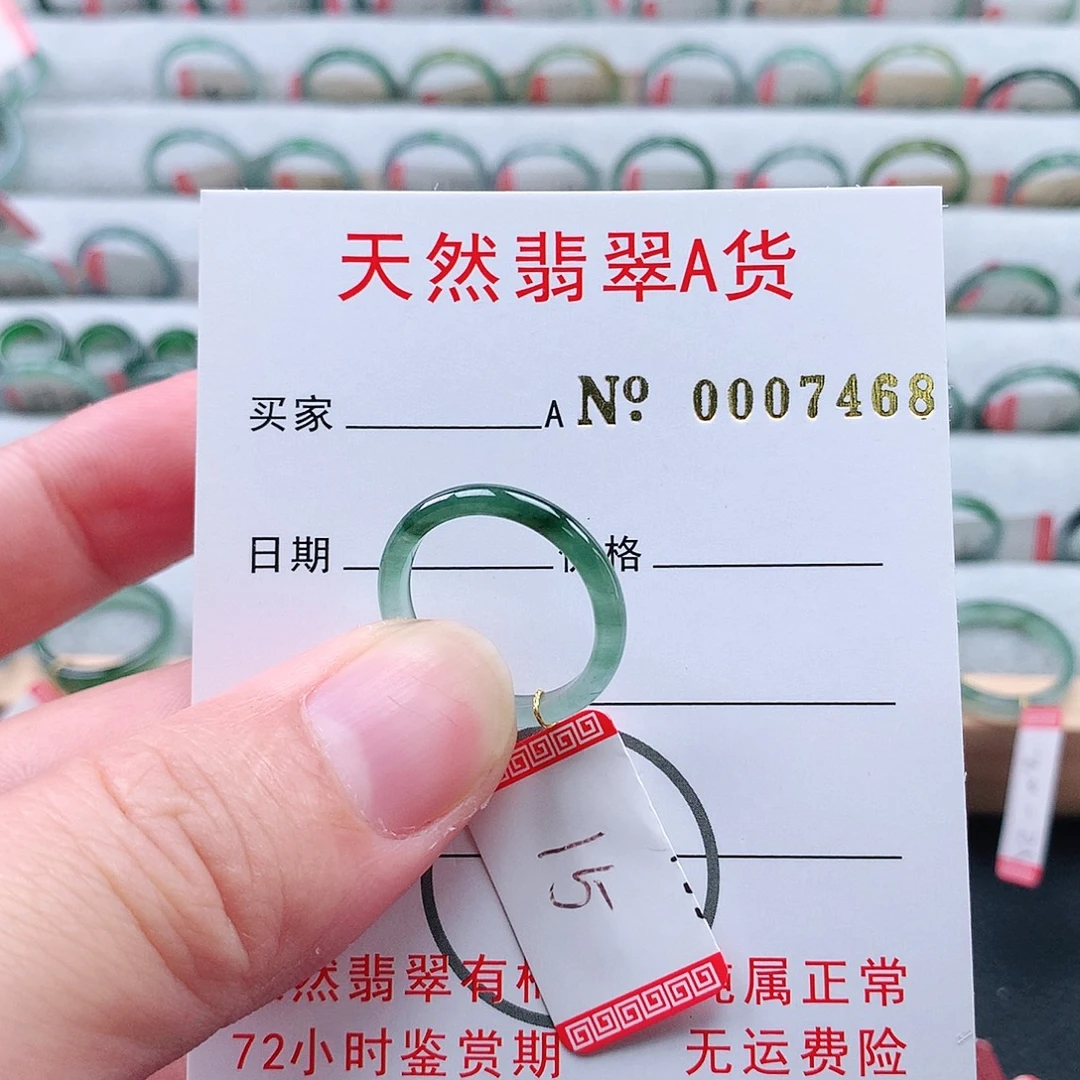 天然翡翠A货
买家 A № 0007468
日期 格
15
然翡翠有 属正常
72小时鉴赏期 无运费险